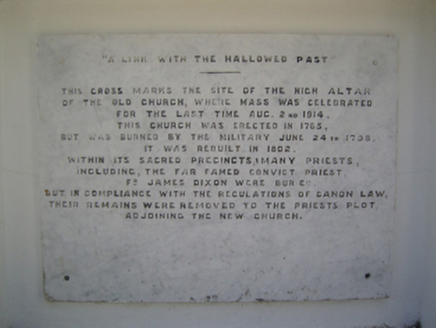 "A LINK WITH THE HALLOWED PAST"
THIS CROSS MARKS THE SITE OF THE HIGH ALTAR
OF THE OLD CHURCH, WHERE MASS WAS CELEBRATED
FOR THE LAST TIME AUG. 2ND 1914.
THIS CHURCH WAS ERECTED IN 1785,
BUT WAS BURNED BY THE MILITARY JUNE 24TH 1798.
IT WAS REBUILT IN 1802.
WITHIN ITS SACRED PRECINCTS, MANY PRIESTS,
INCLUDING, THE FAR FAMED CONVICT PRIEST,
FR JAMES DIXON WERE BURIED.
BUT IN COMPLIANCE WITH THE REGULATIONS OF CANON LAW,
THEIR REMAINS WERE REMOVED TO THE PRIESTS PLOT
ADJOINING THE NEW CHURCH.